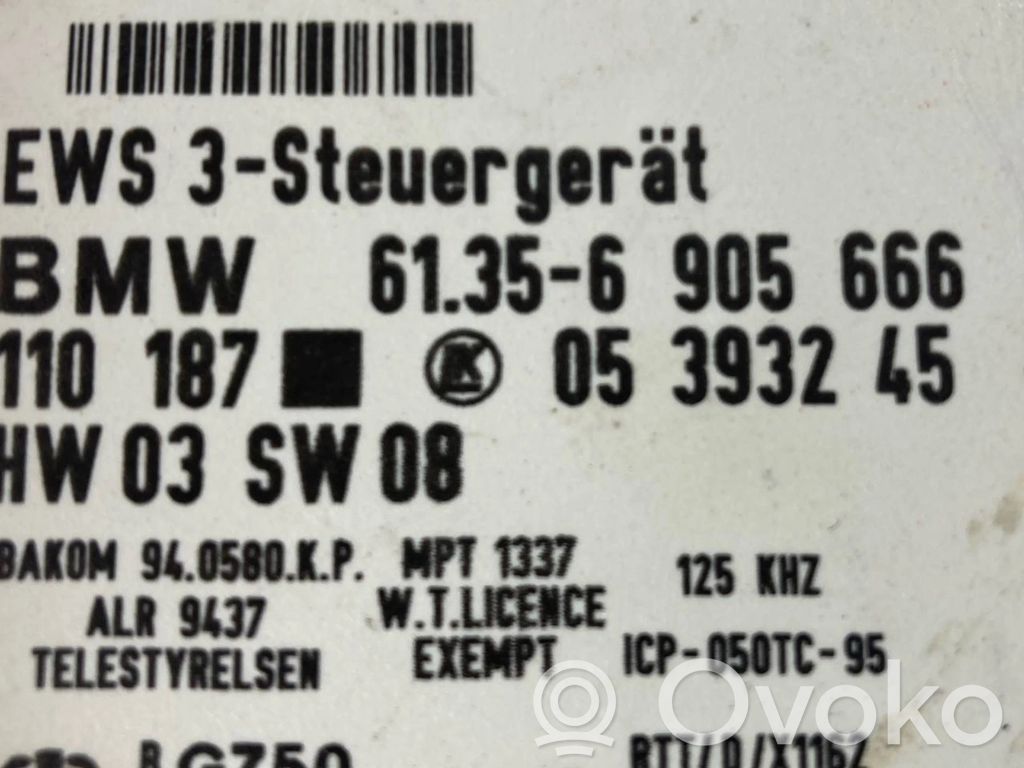 EWS 3-Steuergerät
BMW 61.35-6 905 666
110 187 K 05 3932 45
HW 03 SW 08
BAKOM 94.0580.K.P. MPT 1337 125 KHZ
ALR 9437 W.T.LICENCE
TELESTYRELSEN EXEMPT ICP-050TC-95
Ovoko